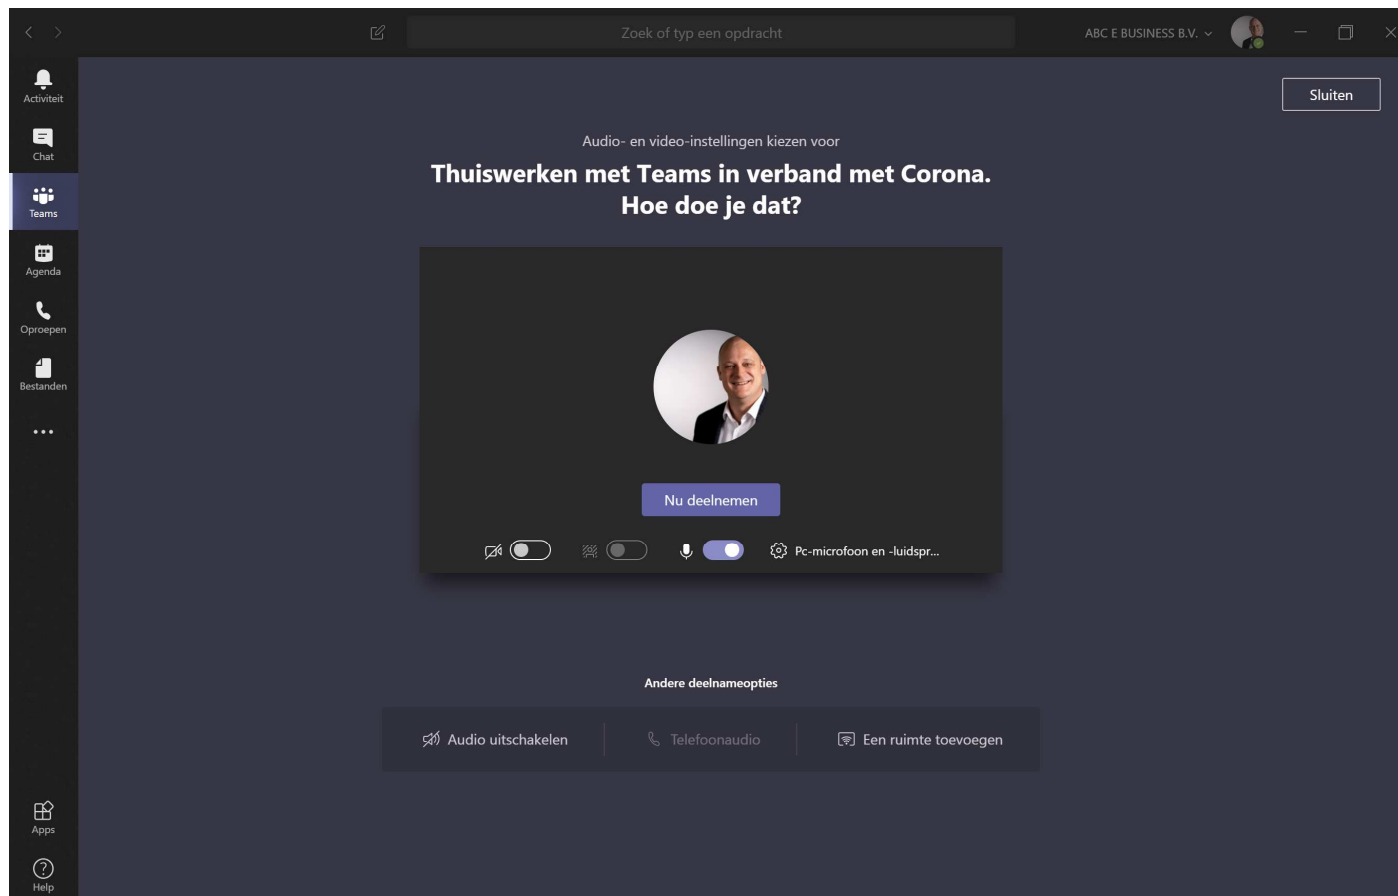 Zoek of typ een opdracht
ABC E BUSINESS B.V.
Activiteit
Chat
Teams
Agenda
Oproepen
Bestanden
Apps
Help
Sluiten
Audio- en video-instellingen kiezen voor
Thuiswerken met Teams in verband met Corona.
Hoe doe je dat?
Nu deelnemen
Pc-microfoon en -luidspr...
Andere deelnameopties
Audio uitschakelen
Telefoonaudio
Een ruimte toevoegen